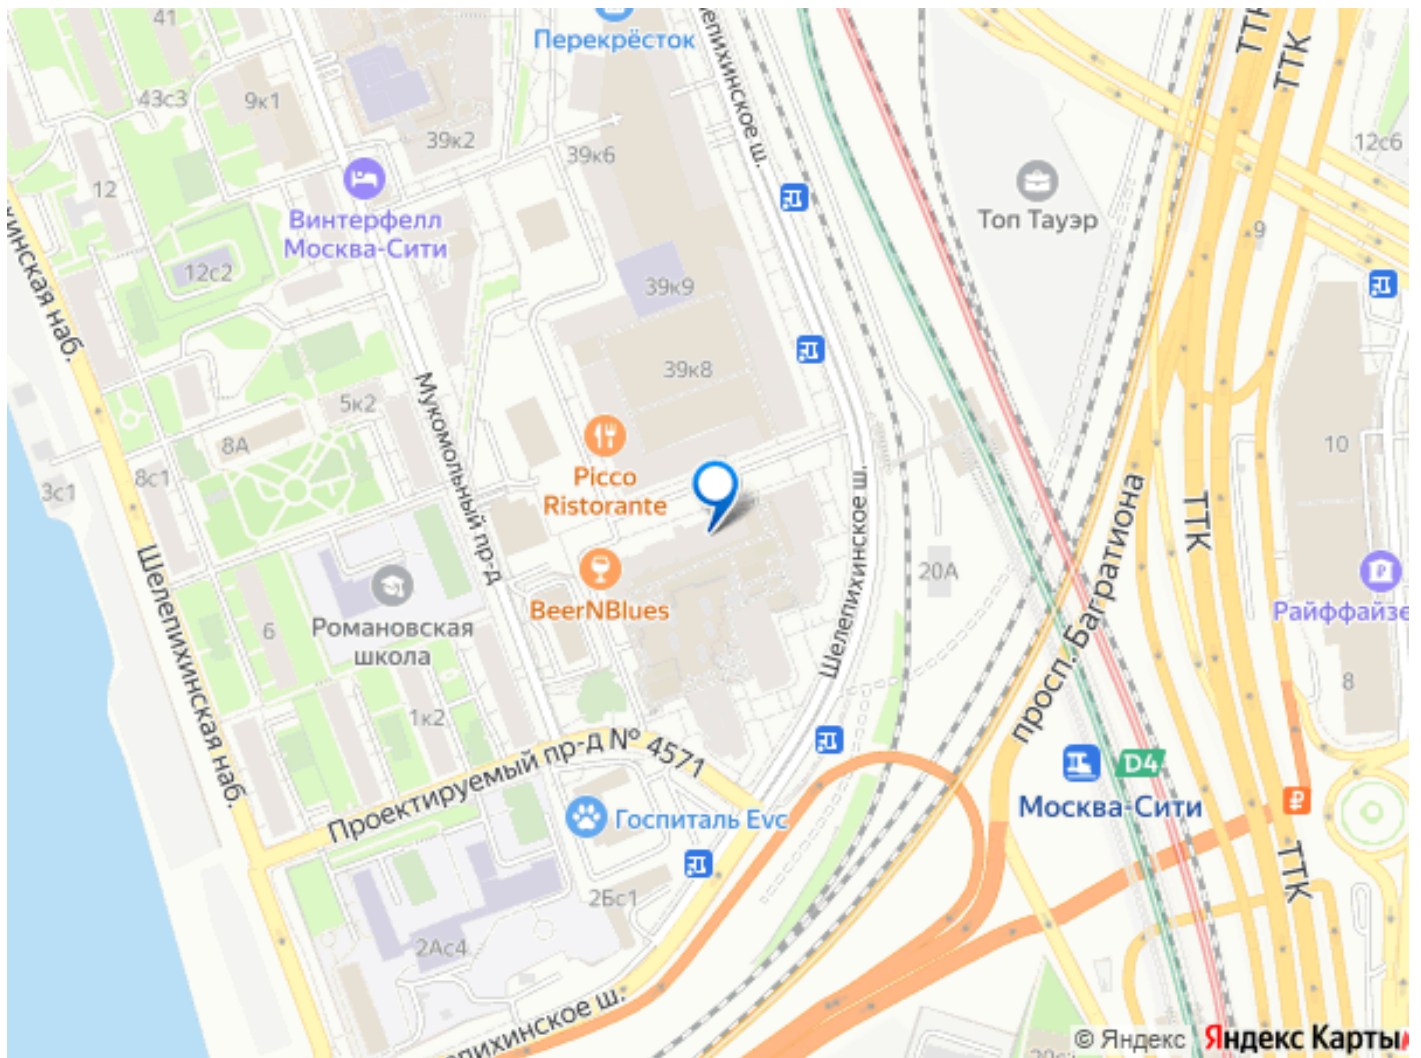 41
Перекрёсток
Шелепихинское ш.
ТТК
ТТК
43с3
9к1
39к2
39к6
12с6
12
Винтерфелл
Москва-Сити
Топ Тауэр
9
12с2
39к9
39к8
5к2
8А
8с1
3с1
Мукомольный пр-д
Picco
Ristorante
10
ТТК
просп. Багратиона
Шелепихинское ш.
20А
BeerNBlues
Романовская
школа
6
Шелепихинская наб.
1к2
8
Проектируемый пр-д № 4571
D4
Москва-Сити
Госпиталь Evc
ТТК
2Бс1
2Ас4
© Яндекс
Яндекс Карты